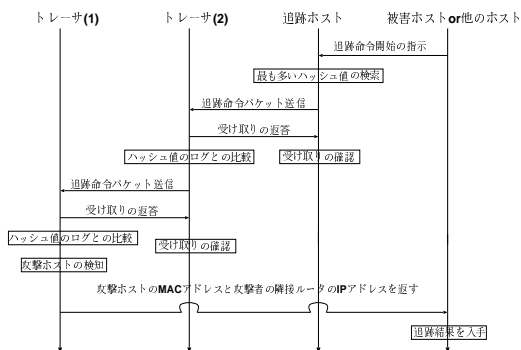 トレーサ(1)
トレーサ(2)
追跡ホスト
被害ホストor他のホスト
追跡命令開始の指示
最も多いハッシュ値の検索
追跡命令パケット送信
受け取りの返答
ハッシュ値のログとの比較
受け取りの確認
追跡命令パケット送信
受け取りの返答
ハッシュ値のログとの比較
受け取りの確認
攻撃ホストの検知
攻撃ホストのMACアドレスと攻撃者の隣接ルータのIPアドレスを返す
追跡結果を入手